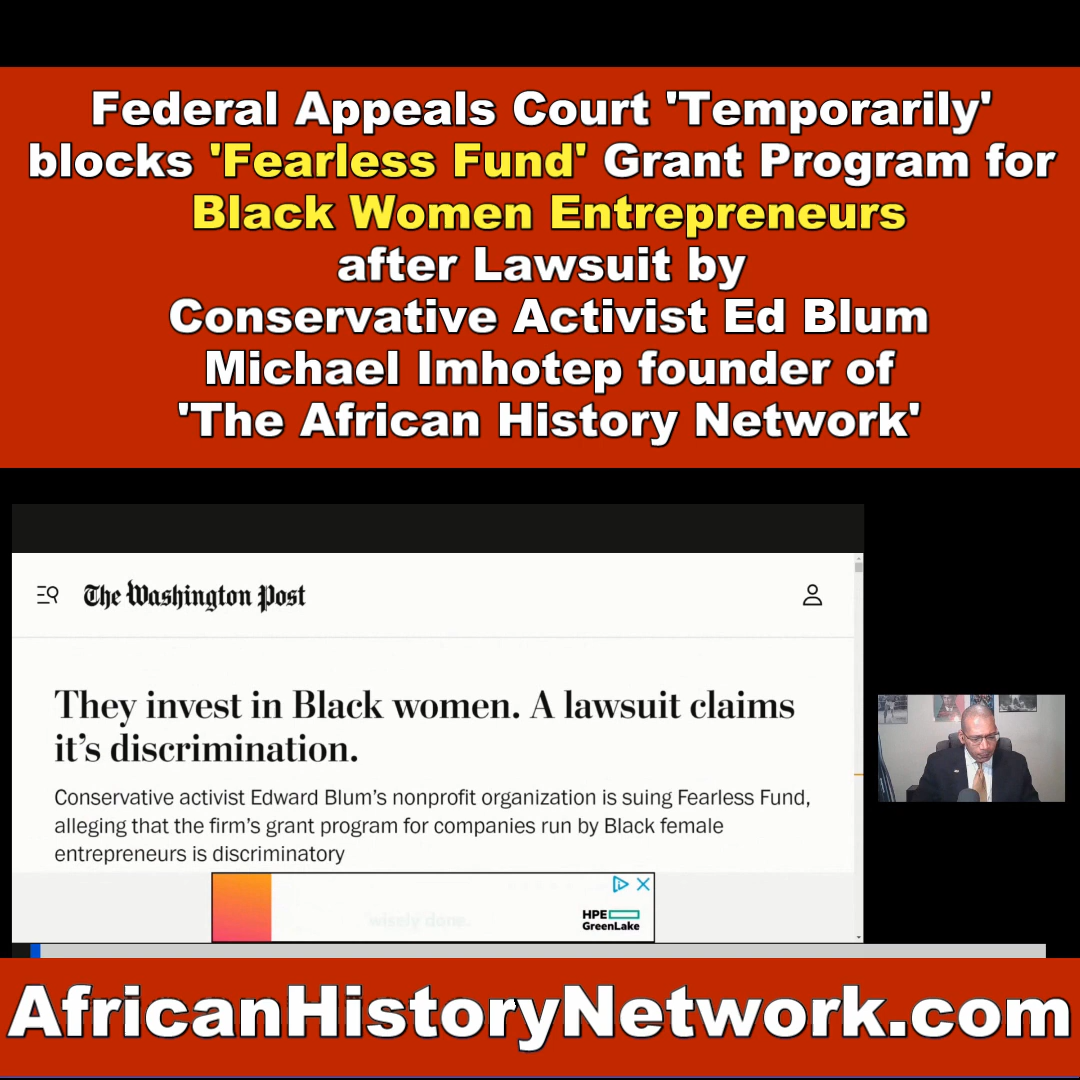 Federal Appeals Court 'Temporarily'
blocks 'Fearless Fund' Grant Program for
Black Women Entrepreneurs
after Lawsuit by
Conservative Activist Ed Blum
Michael Imhotep founder of
'The African History Network'
The Washington Post
They invest in Black women. A lawsuit claims
it's discrimination.
Conservative activist Edward Blum's nonprofit organization is suing Fearless Fund,
alleging that the firm's grant program for companies run by Black female
entrepreneurs is discriminatory
wisely done.
HPE
GreenLake
AfricanHistoryNetwork.com